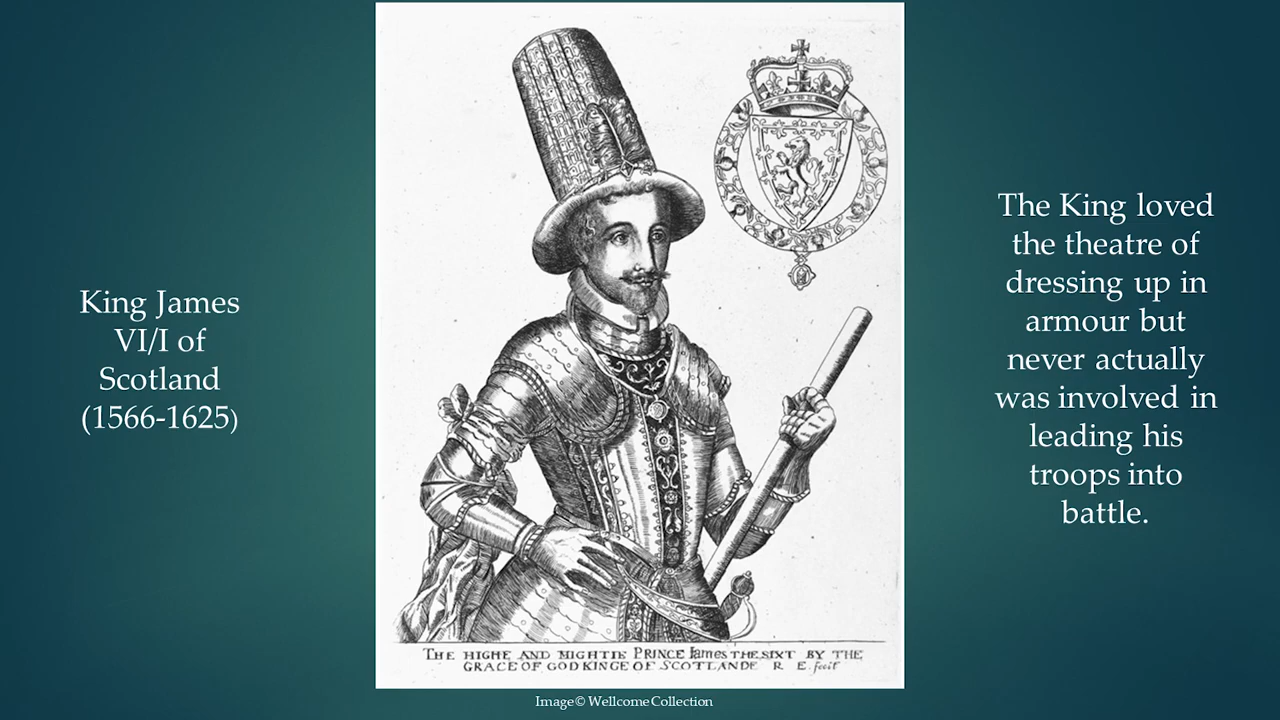 King James
VI/I of
Scotland
(1566-1625)
THE HIGHE AND MIGHTIE PRINCE James THE SIXT BY THE
GRACE OF GOD KINGE OF SCOTLANDE R E. fecit
The King loved
the theatre of
dressing up in
armour but
never actually
was involved in
leading his
troops into
battle.
Image© Wellcome Collection